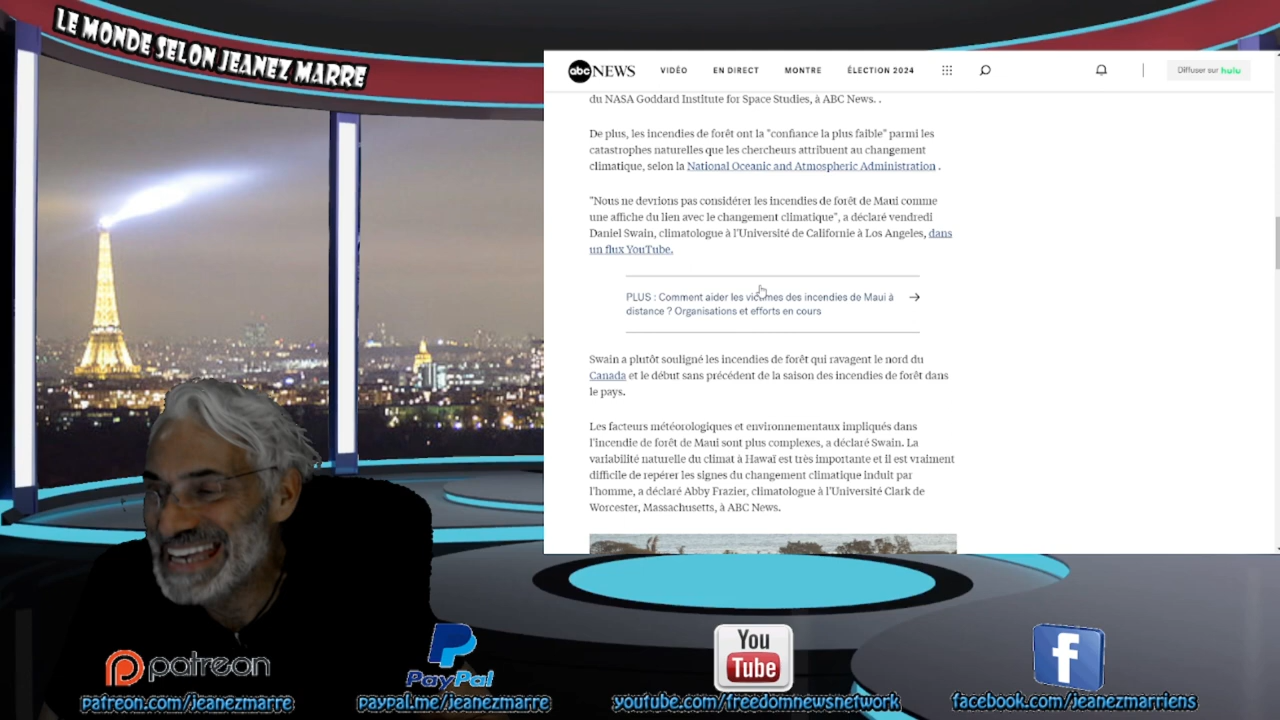 LE MONDE SELON JEANEZ MARRE
abc NEWS VIDÉO EN DIRECT MONTRE ÉLECTION 2024 Diffuser sur hulu
du NASA Goddard Institute for Space Studies, à ABC News. .
De plus, les incendies de forêt ont la "confiance la plus faible" parmi les
catastrophes naturelles que les chercheurs attribuent au changement
climatique, selon la National Oceanic and Atmospheric Administration .
"Nous ne devrions pas considérer les incendies de forêt de Maui comme
une affiche du lien avec le changement climatique", a déclaré vendredi
Daniel Swain, climatologue à l'Université de Californie à Los Angeles, dans
un flux YouTube.
PLUS : Comment aider les victimes des incendies de Maui à
distance ? Organisations et efforts en cours
Swain a plutôt souligné les incendies de forêt qui ravagent le nord du
Canada et le début sans précédent de la saison des incendies de forêt dans
le pays.
Les facteurs météorologiques et environnementaux impliqués dans
l'incendie de forêt de Maui sont plus complexes, a déclaré Swain. La
variabilité naturelle du climat à Hawaï est très importante et il est vraiment
difficile de repérer les signes du changement climatique induit par
l'homme, a déclaré Abby Frazier, climatologue à l'Université Clark de
Worcester, Massachusetts, à ABC News.
patreon
patreon.com/jeanezmarre
PayPal
paypal.me/jeanezmarre
You
Tube
youtube.com/freedomnewsnetwork
f
facebook.com/jeanezmarriens